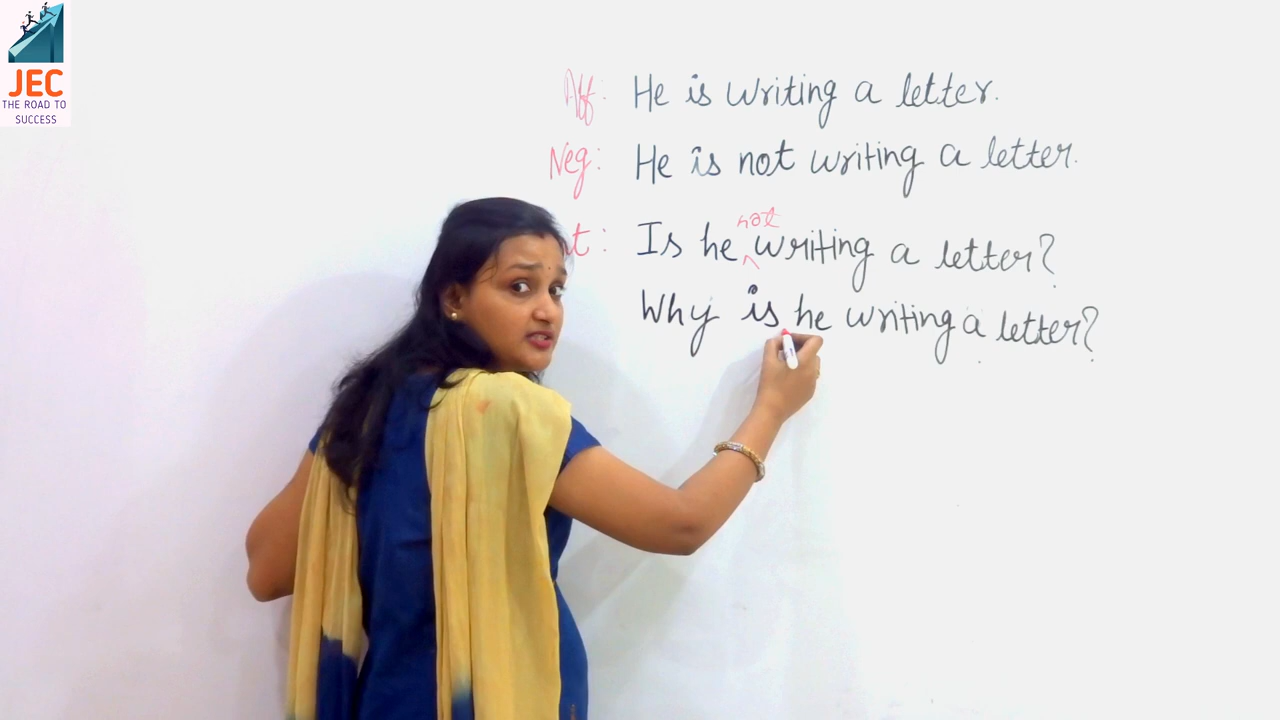 JEC
THE ROAD TO
SUCCESS
Aff: He is writing a letter.
Neg: He is not writing a letter.
not
t: Is he ^ writing a letter?
Why is he writing a letter?